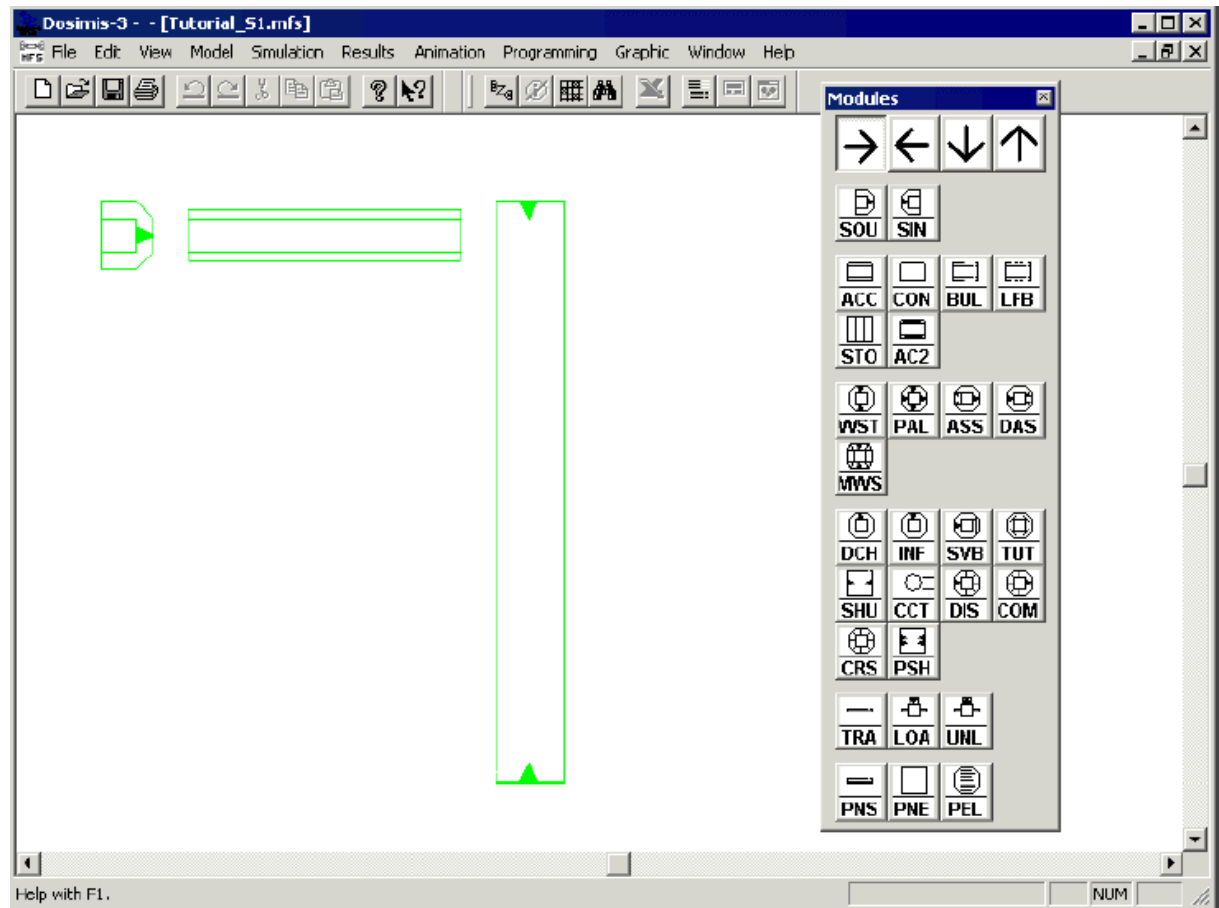 Dosimis-3 - - [Tutorial_S1.mfs]
File Edit View Model Simulation Results Animation Programming Graphic Window Help
Modules
SOU SIN
ACC CON BUL LFB
STO AC2
WST PAL ASS DAS
MWS
DCH INF SVB TUT
SHU CCT DIS COM
CRS PSH
TRA LOA UNL
PNS PNE PEL
Help with F1.
NUM